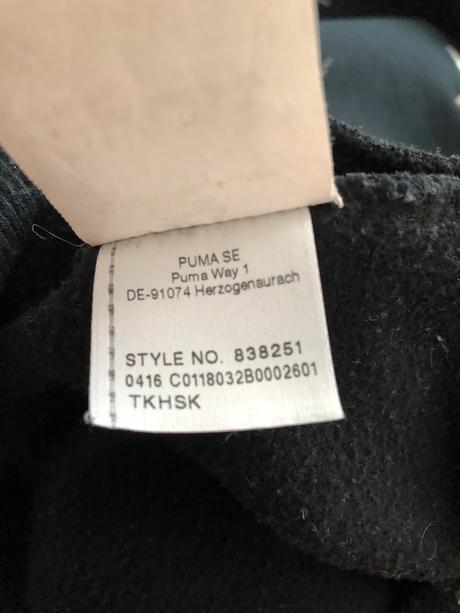 PUMA SE
Puma Way 1
DE-91074 Herzogenaurach
STYLE NO. 838251
0416 C0118032B0002601
TKHSK